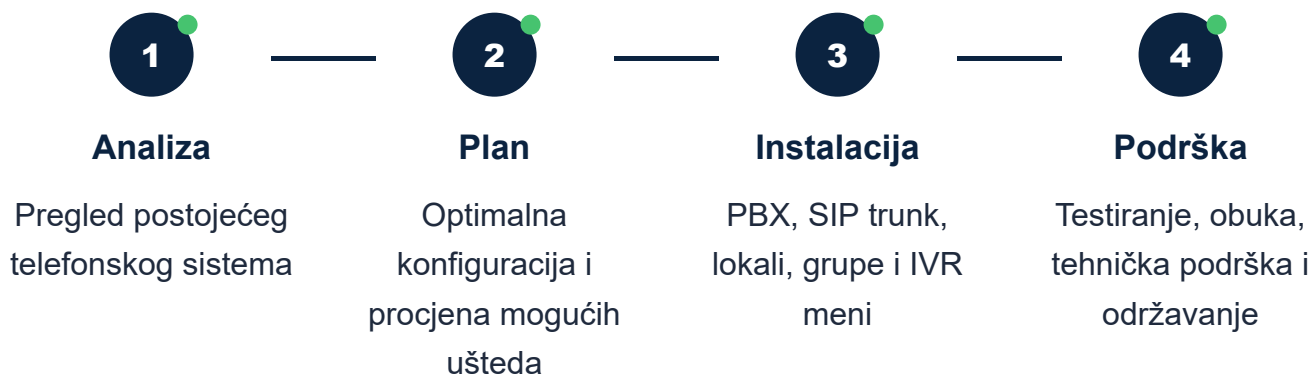 1
Analiza
Pregled postojećeg
telefonskog sistema
2
Plan
Optimalna
konfiguracija i
procjena mogućih
ušteda
3
Instalacija
PBX, SIP trunk,
lokali, grupe i IVR
meni
4
Podrška
Testiranje, obuka,
tehnička podrška i
održavanje